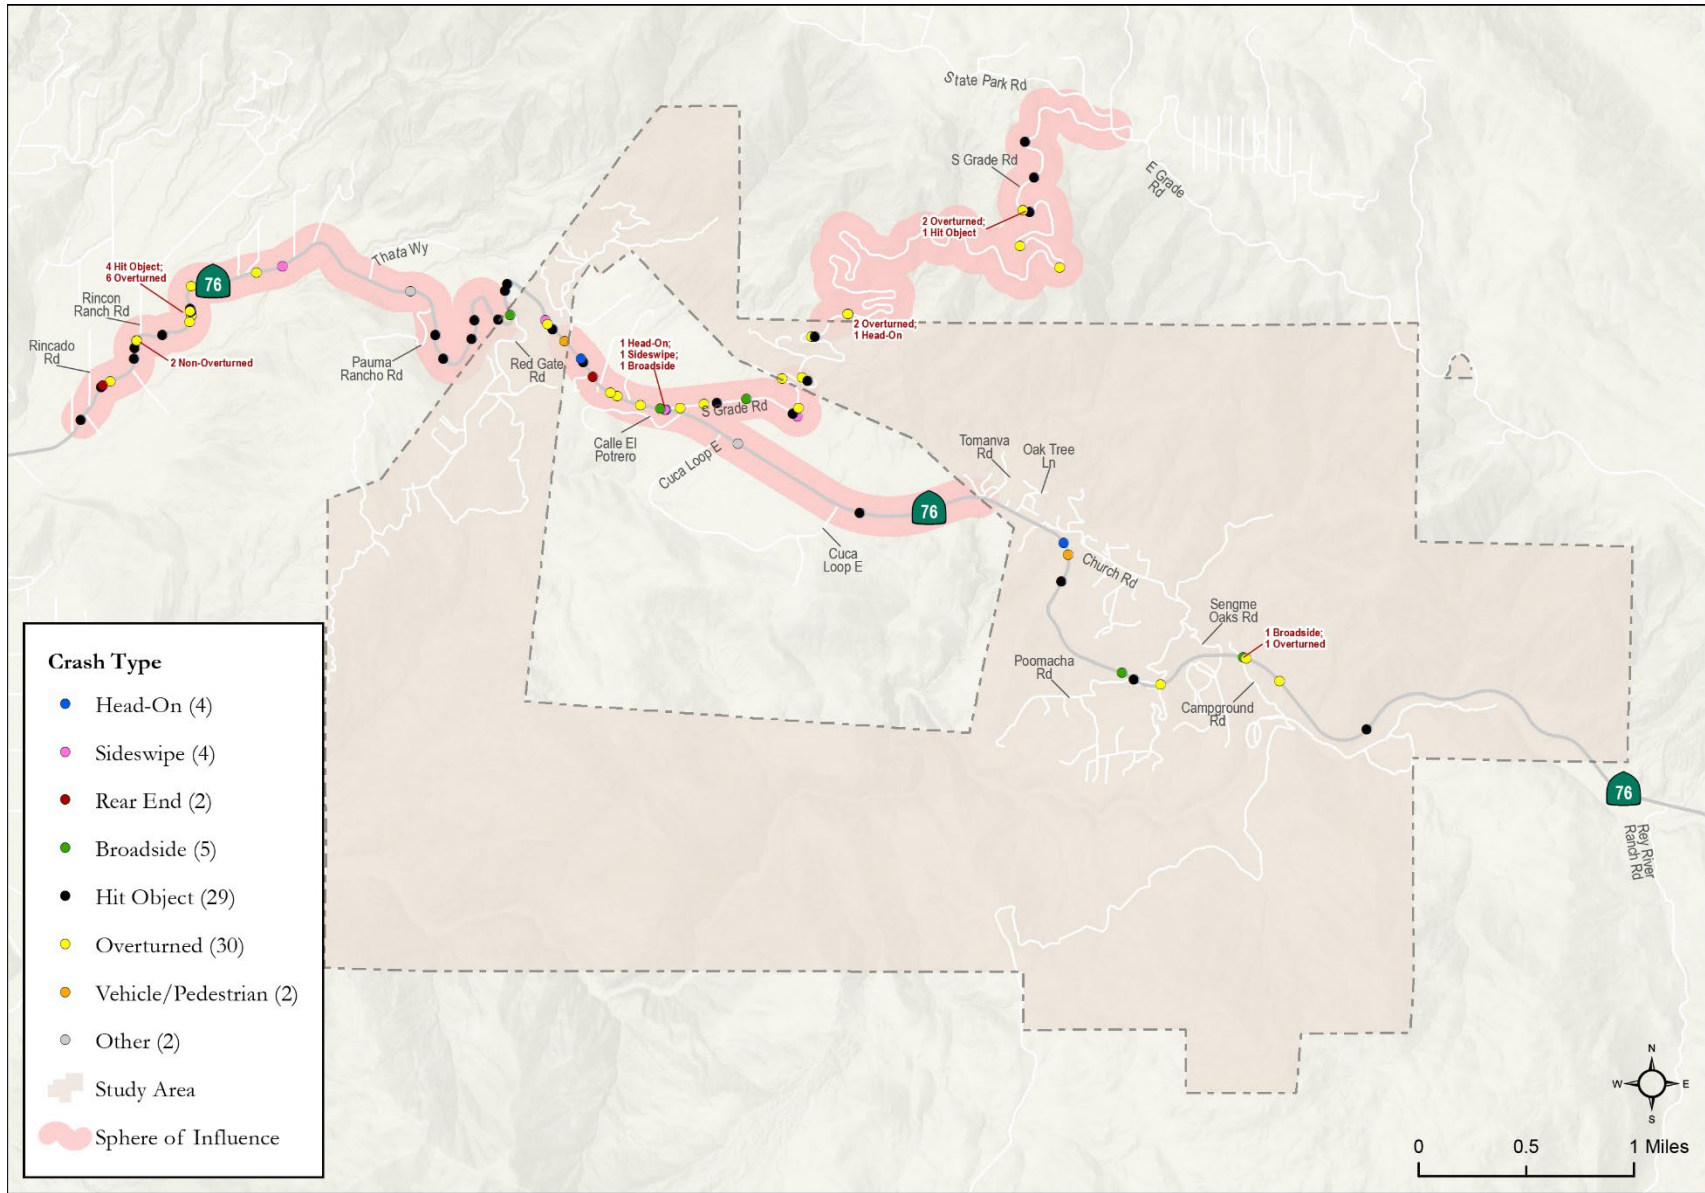 State Park Rd
S Grade Rd
E Grade
Rd
2 Overturned;
1 Hit Object
Thata Wy
4 Hit Object;
6 Overturned
76
Rincon
Ranch Rd
Rincado
Rd
2 Non-Overturned
Pauma
Rancho Rd
Red Gate
Rd
1 Head-On;
1 Sideswipe;
1 Broadside
2 Overturned;
1 Head-On
S Grade Rd
Calle El
Potrero
Cuca Loop E
Tomanva
Rd
Oak Tree
Ln
76
Cuca
Loop E
Church Rd
Sengme
Oaks Rd
1 Broadside;
1 Overturned
Poomacha
Rd
Campground
Rd
76
Rey River
Ranch Rd
Crash Type
Head-On (4)
Sideswipe (4)
Rear End (2)
Broadside (5)
Hit Object (29)
Overturned (30)
Vehicle/Pedestrian (2)
Other (2)
Study Area
Sphere of Influence
N
W E
S
0 0.5 1 Miles